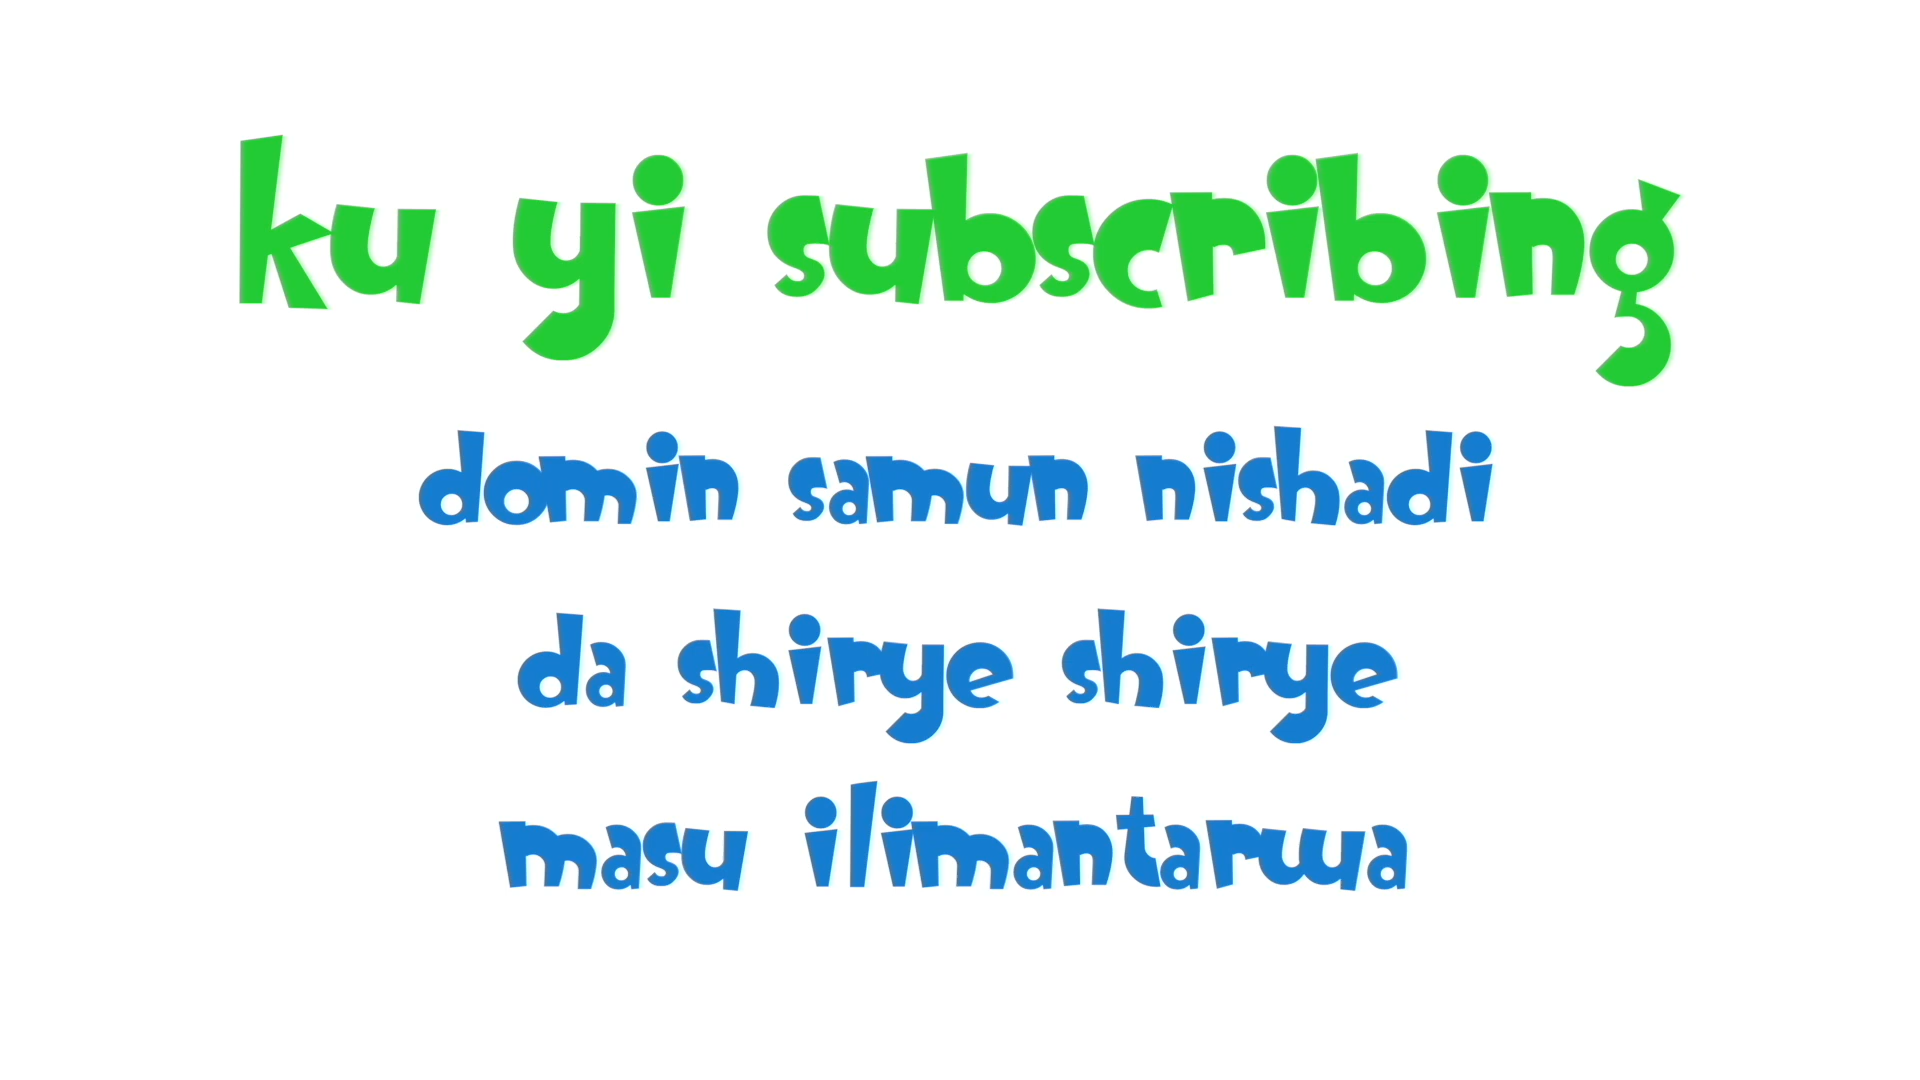 ku yi subscribing
domin samun nishadi
da shirye shirye
masu ilimantarwa